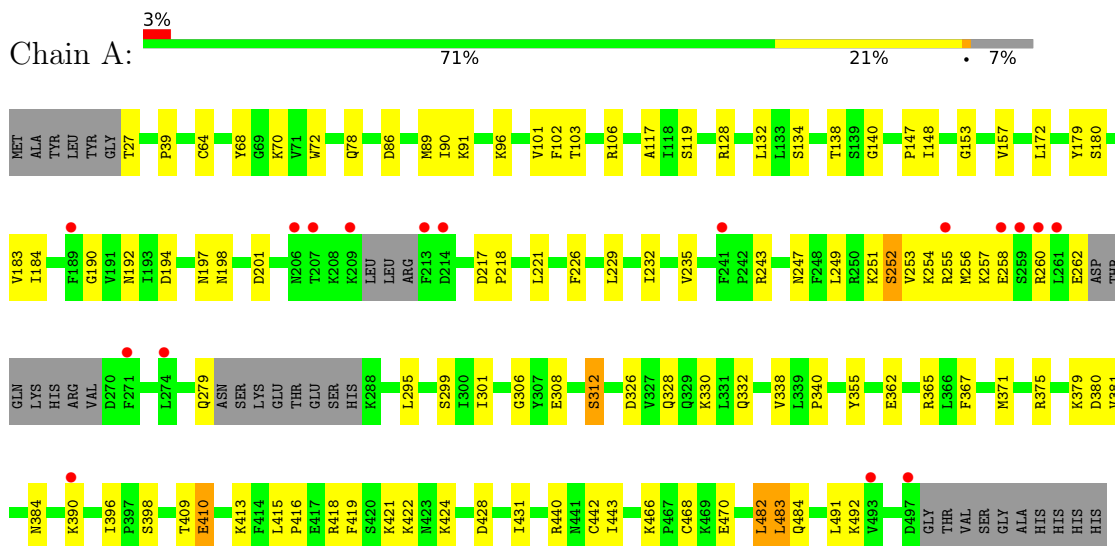 3%
Chain A:
71% 21% • 7%
MET ALA TYR LEU TYR GLY T27 P39 C64 Y68 G69 K70 V71 W72 Q78 D86 M89 I90 K91 K96 V101 F102 T103 R106 A117 I118 S119 R128 L132 L133 S134 T138 S139 G140 P147 I148 G153 V157 L172 Y179 S180
V183 I184 F189 G190 V191 N192 I193 D194 N197 N198 D201 N206 T207 K208 K209 LEU LEU ARG F213 D214 D217 P218 L221 F226 L229 I232 V235 F241 P242 R243 N247 F248 L249 R250 K251 S252 V253 K254 R255 M256 K257 E258 S259 R260 L261 E262 ASP THR
GLN LYS HIS ARG VAL D270 F271 L274 Q279 ASN SER LYS GLU THR GLU SER HIS K288 L295 S299 I300 I301 G306 Y307 E308 S312 D326 V327 Q328 Q329 K330 L331 Q332 V338 L339 P340 Y355 E362 R365 L366 F367 M371 R375 K379 D380
N384 K390 I396 P397 S398 T409 E410 K413 F414 L415 P416 E417 R418 F419 S420 K421 K422 N423 K424 D428 I431 R440 N441 C442 I443 K466 P467 C468 K469 E470 L482 L483 Q484 L491 K492 V493 D497 GLY THR VAL SER GLY ALA HIS HIS HIS HIS